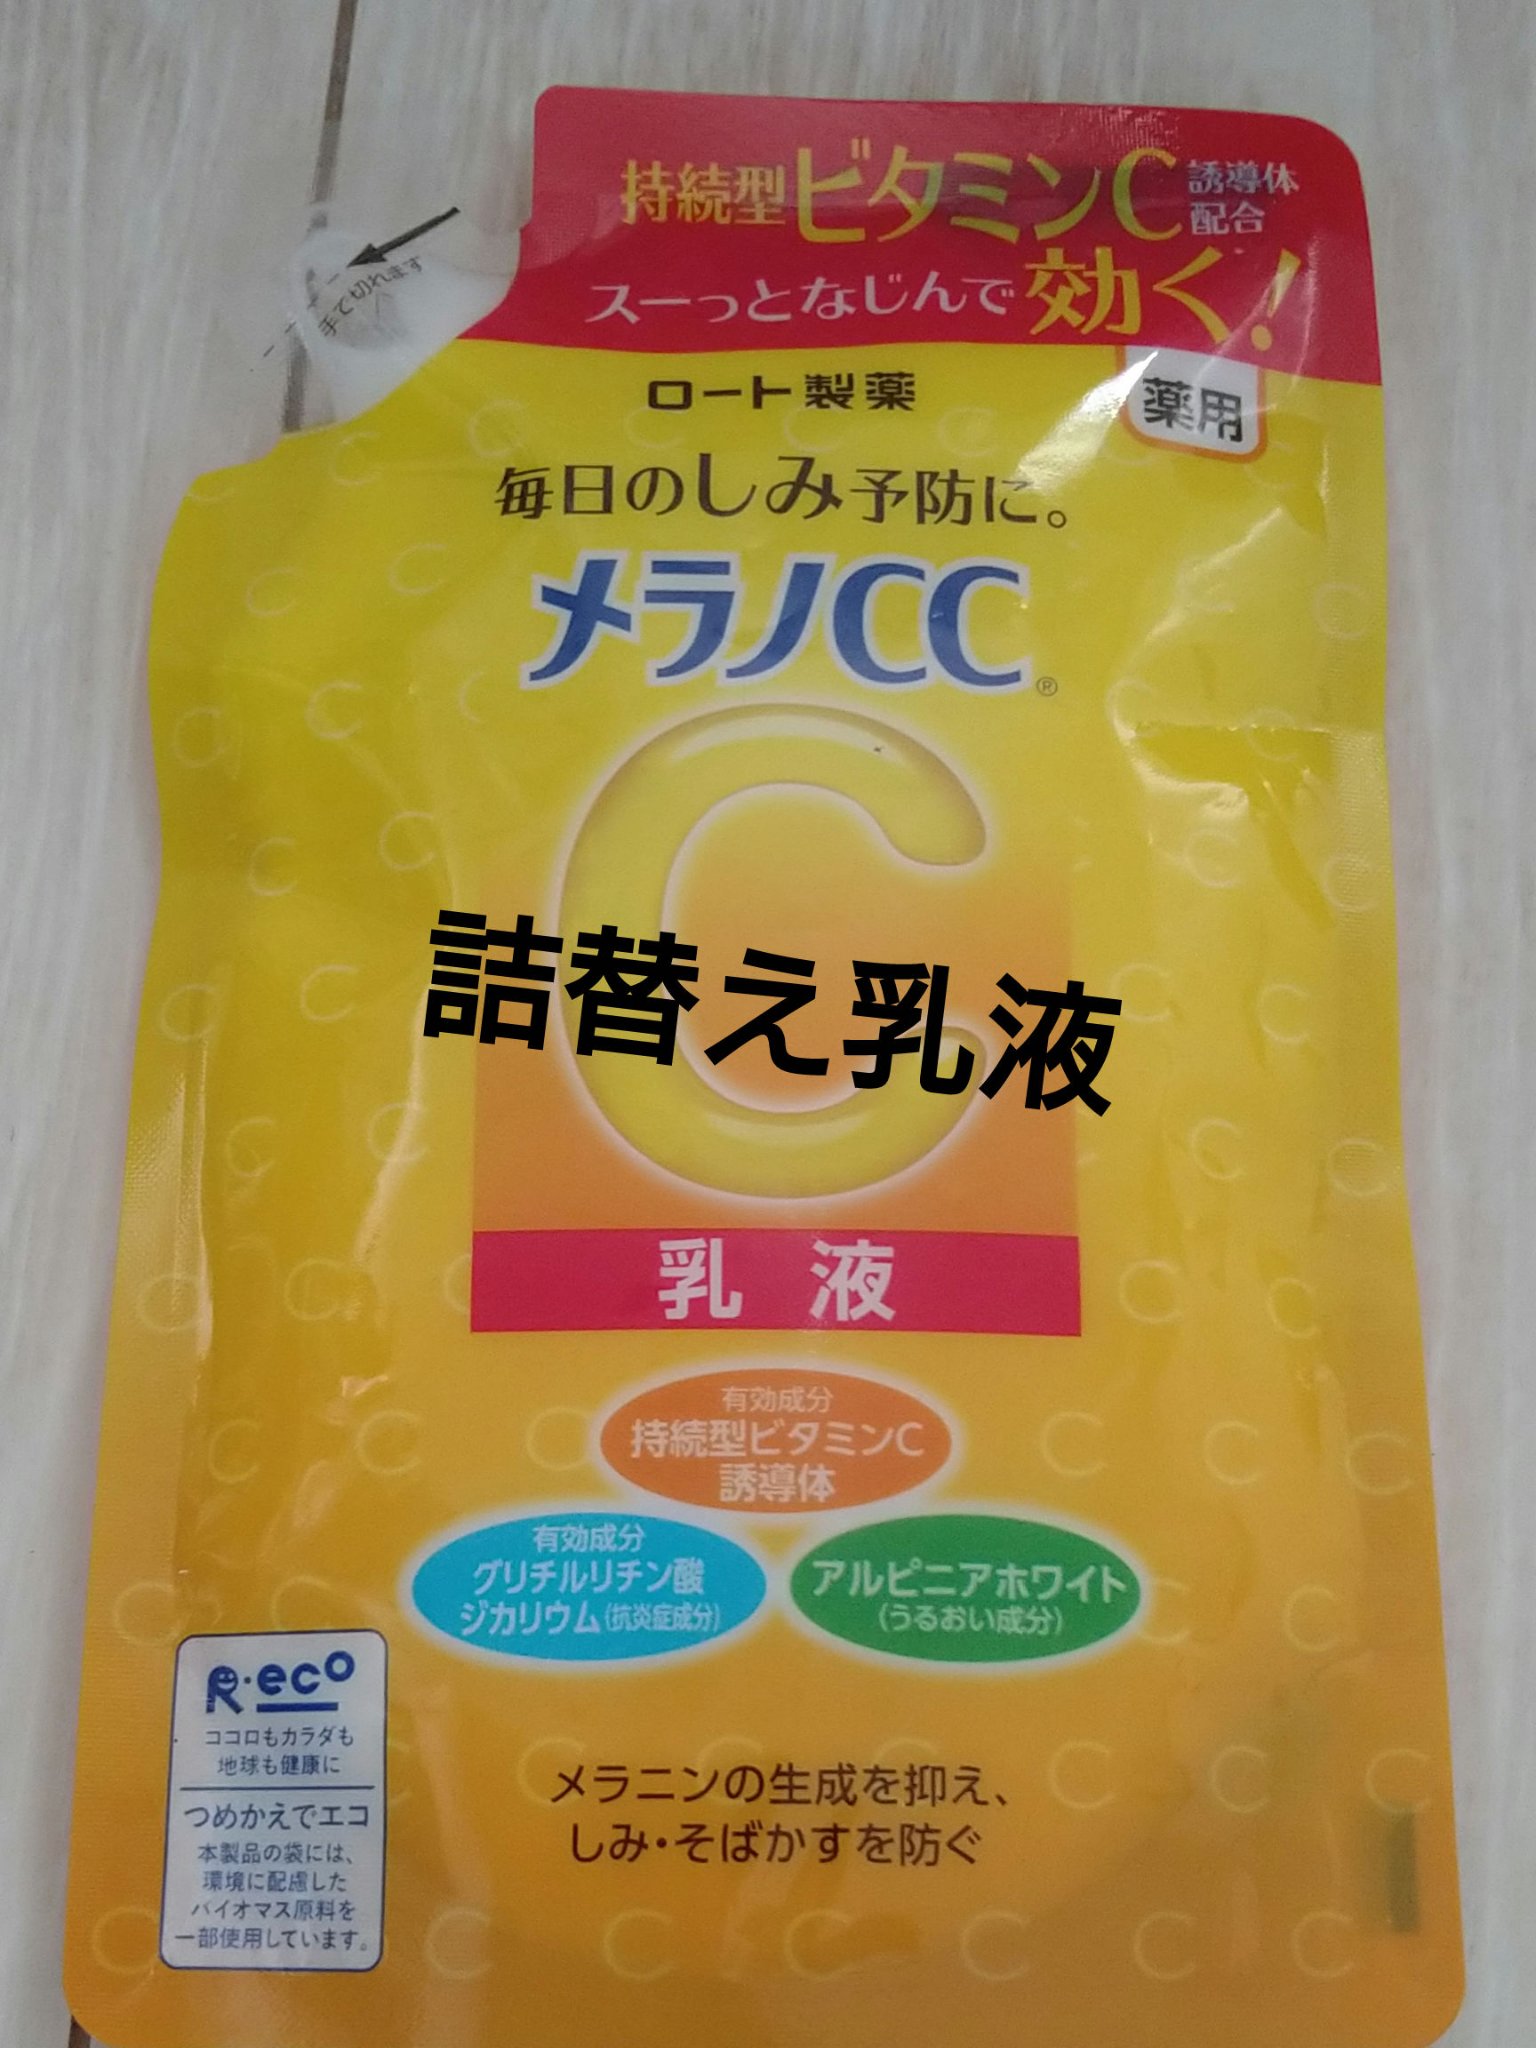 持続型ビタミンC誘導体配合
スーっとなじんで効く!
手で切れます
ロート製薬
薬用
毎日のしみ予防に。
メラノCC®
C
詰替え乳液
乳液
有効成分
持続型ビタミンC
誘導体
有効成分
グリチルリチン酸
ジカリウム(抗炎症成分)
アルピニアホワイト
(うるおい成分)
R・eco
ココロもカラダも
地球も健康に
つめかえでエコ
本製品の袋には、
環境に配慮した
バイオマス原料を
一部使用しています。
メラニンの生成を抑え、
しみ・そばかすを防ぐ